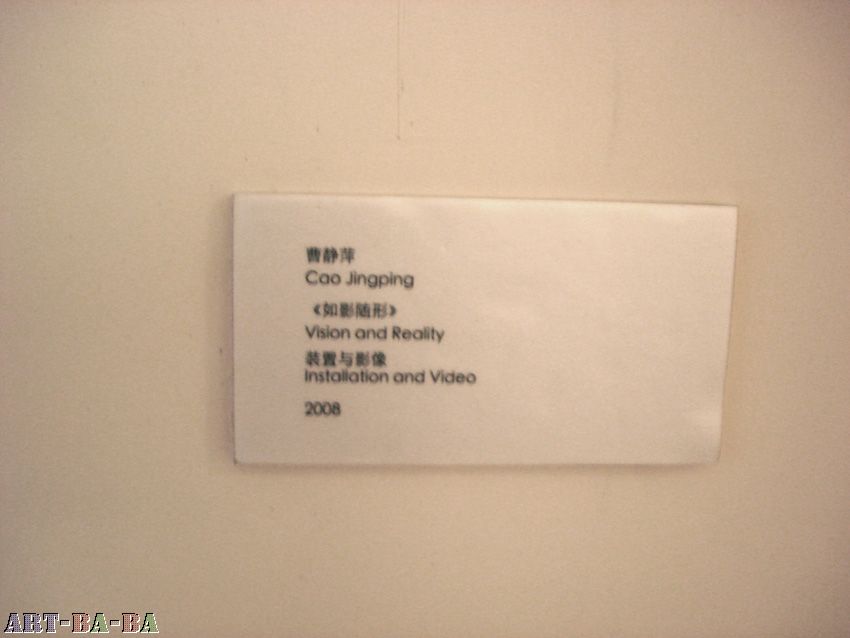 曹静萍
Cao Jingping
《如影随形》
Vision and Reality
装置与影像
Installation and Video
2008
ART-BA-BA